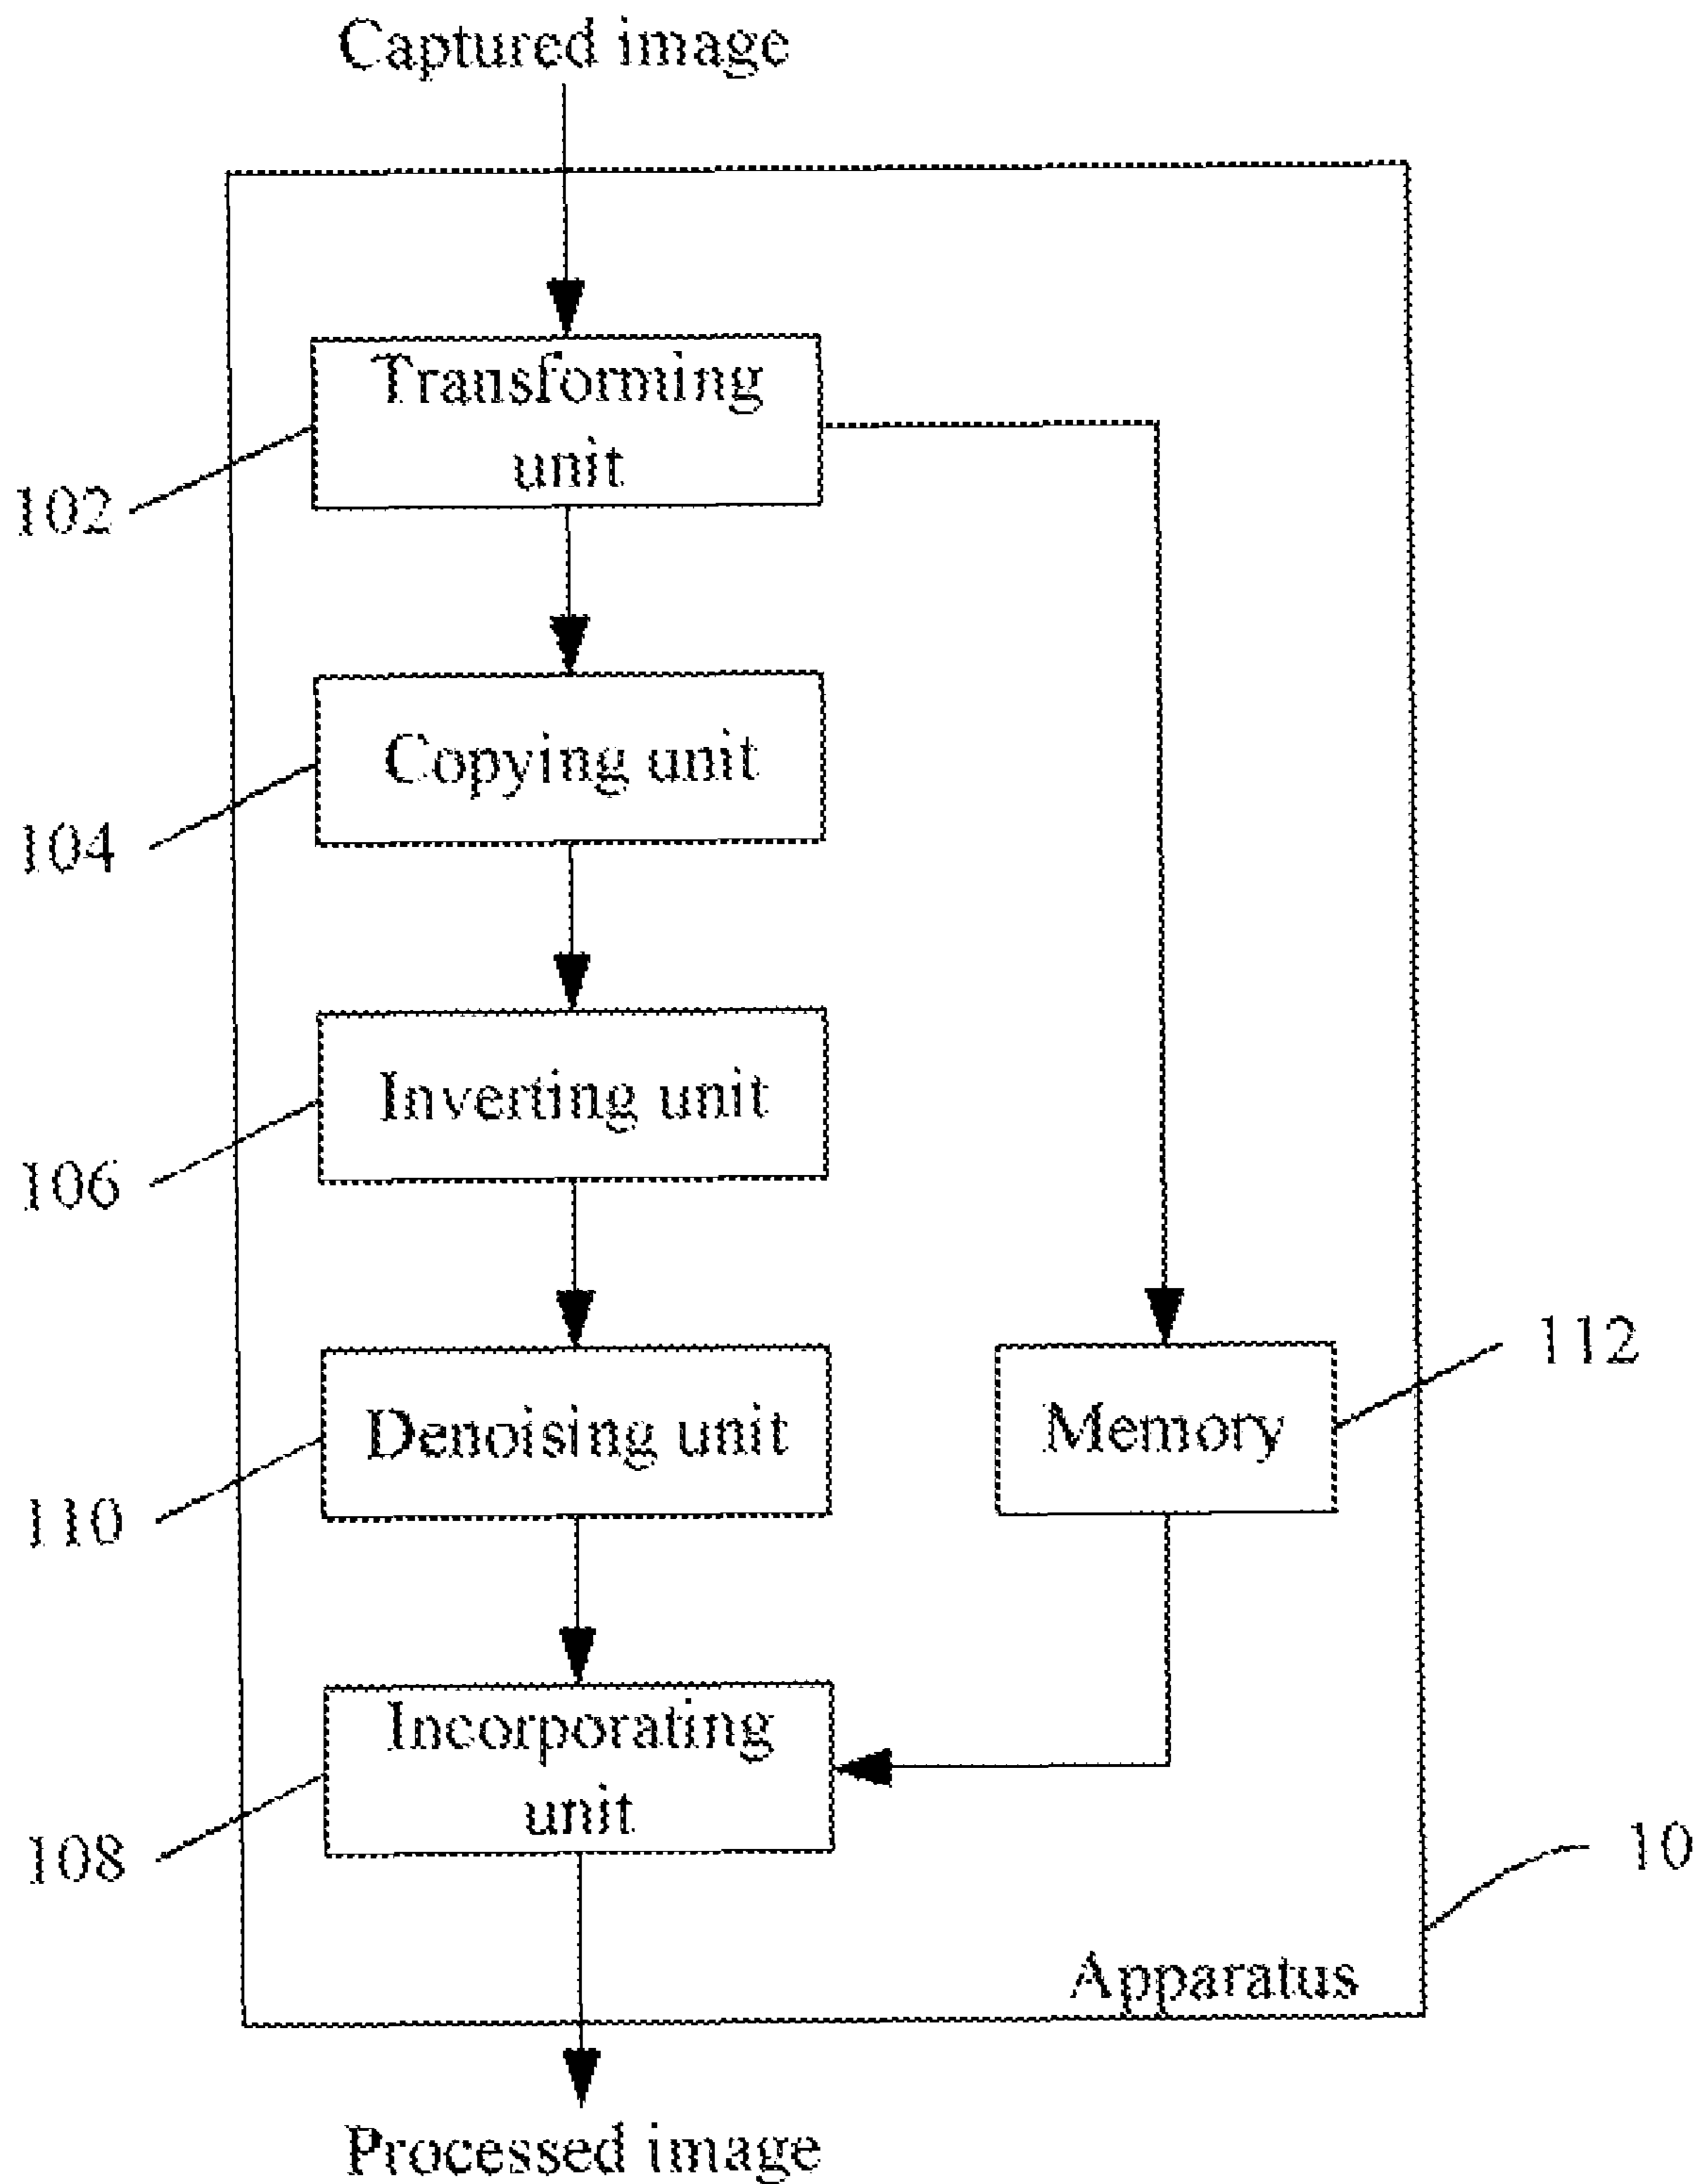 Captured image
Transforming
unit
102
Copying unit
104
Inverting unit
106
Denoising unit
110
Memory
112
Incorporating
unit
108
10
Apparatus
Processed image